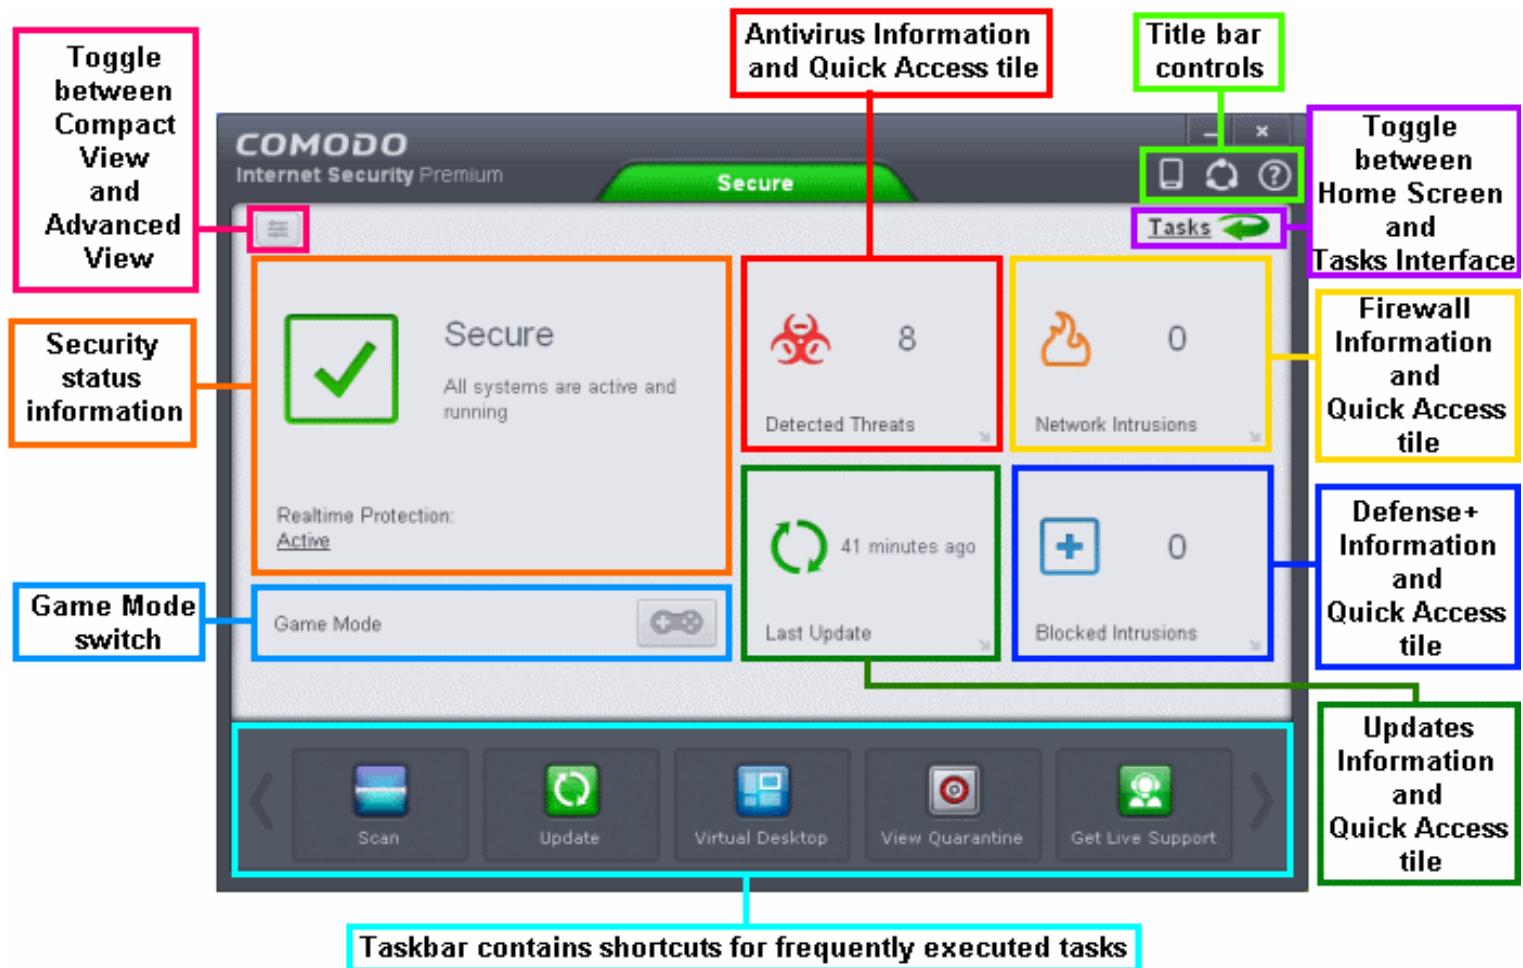 Antivirus Information
and Quick Access tile
Title bar
controls
Toggle
between
Compact
View
and
Advanced
View
Toggle
between
Home Screen
and
Tasks Interface
COMODO
Internet Security Premium
Secure
Tasks
Security
status
information
Secure
All systems are active and
running
Realtime Protection:
Active
8
Detected Threats
0
Network Intrusions
Firewall
Information
and
Quick Access
tile
Game Mode
switch
Game Mode
41 minutes ago
Last Update
0
Blocked Intrusions
Defense+
Information
and
Quick Access
tile
Updates
Information
and
Quick Access
tile
Scan
Update
Virtual Desktop
View Quarantine
Get Live Support
Taskbar contains shortcuts for frequently executed tasks